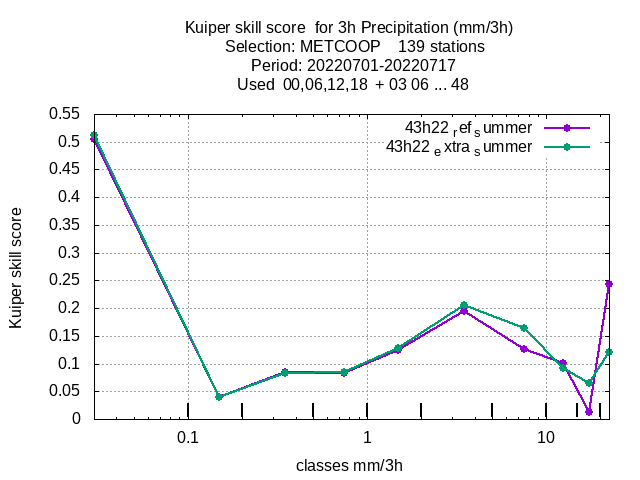 Kuiper skill score  for 3h Precipitation (mm/3h)
Selection: METCOOP    139 stations
Period: 20220701-20220717
Used  00,06,12,18  + 03 06 ... 48
43h22 ref summer
43h22 extra summer
0.55
0.5
0.45
0.4
0.35
0.3
0.25
0.2
0.15
0.1
0.05
0
Kuiper skill score
0.1 1 10
classes mm/3h